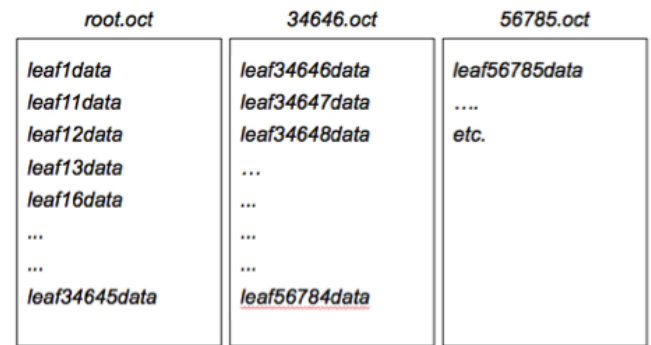 root.oct
leaf1data
leaf11data
leaf12data
leaf13data
leaf16data
...
...
leaf34645data
34646.oct
leaf34646data
leaf34647data
leaf34648data
...
...
...
...
leaf56784data
56785.oct
leaf56785data
....
etc.